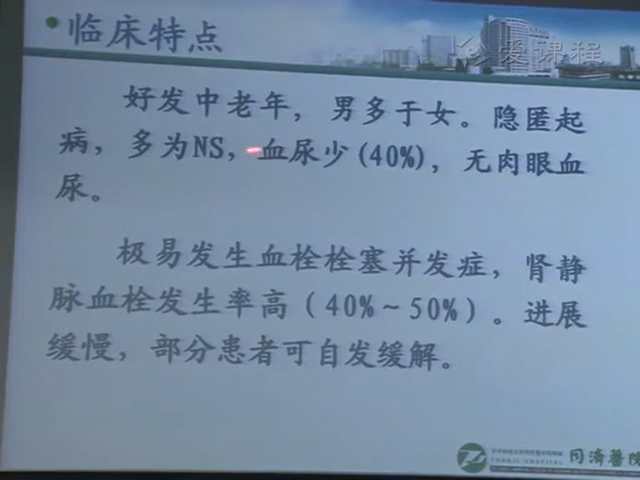 临床特点
爱课程
好发中老年，男多于女。隐匿起
病，多为NS，血尿少(40%)，无肉眼血
尿。
极易发生血栓栓塞并发症，肾静
脉血栓发生率高（40%～50%）。进展
缓慢，部分患者可自发缓解。
同濟醫院